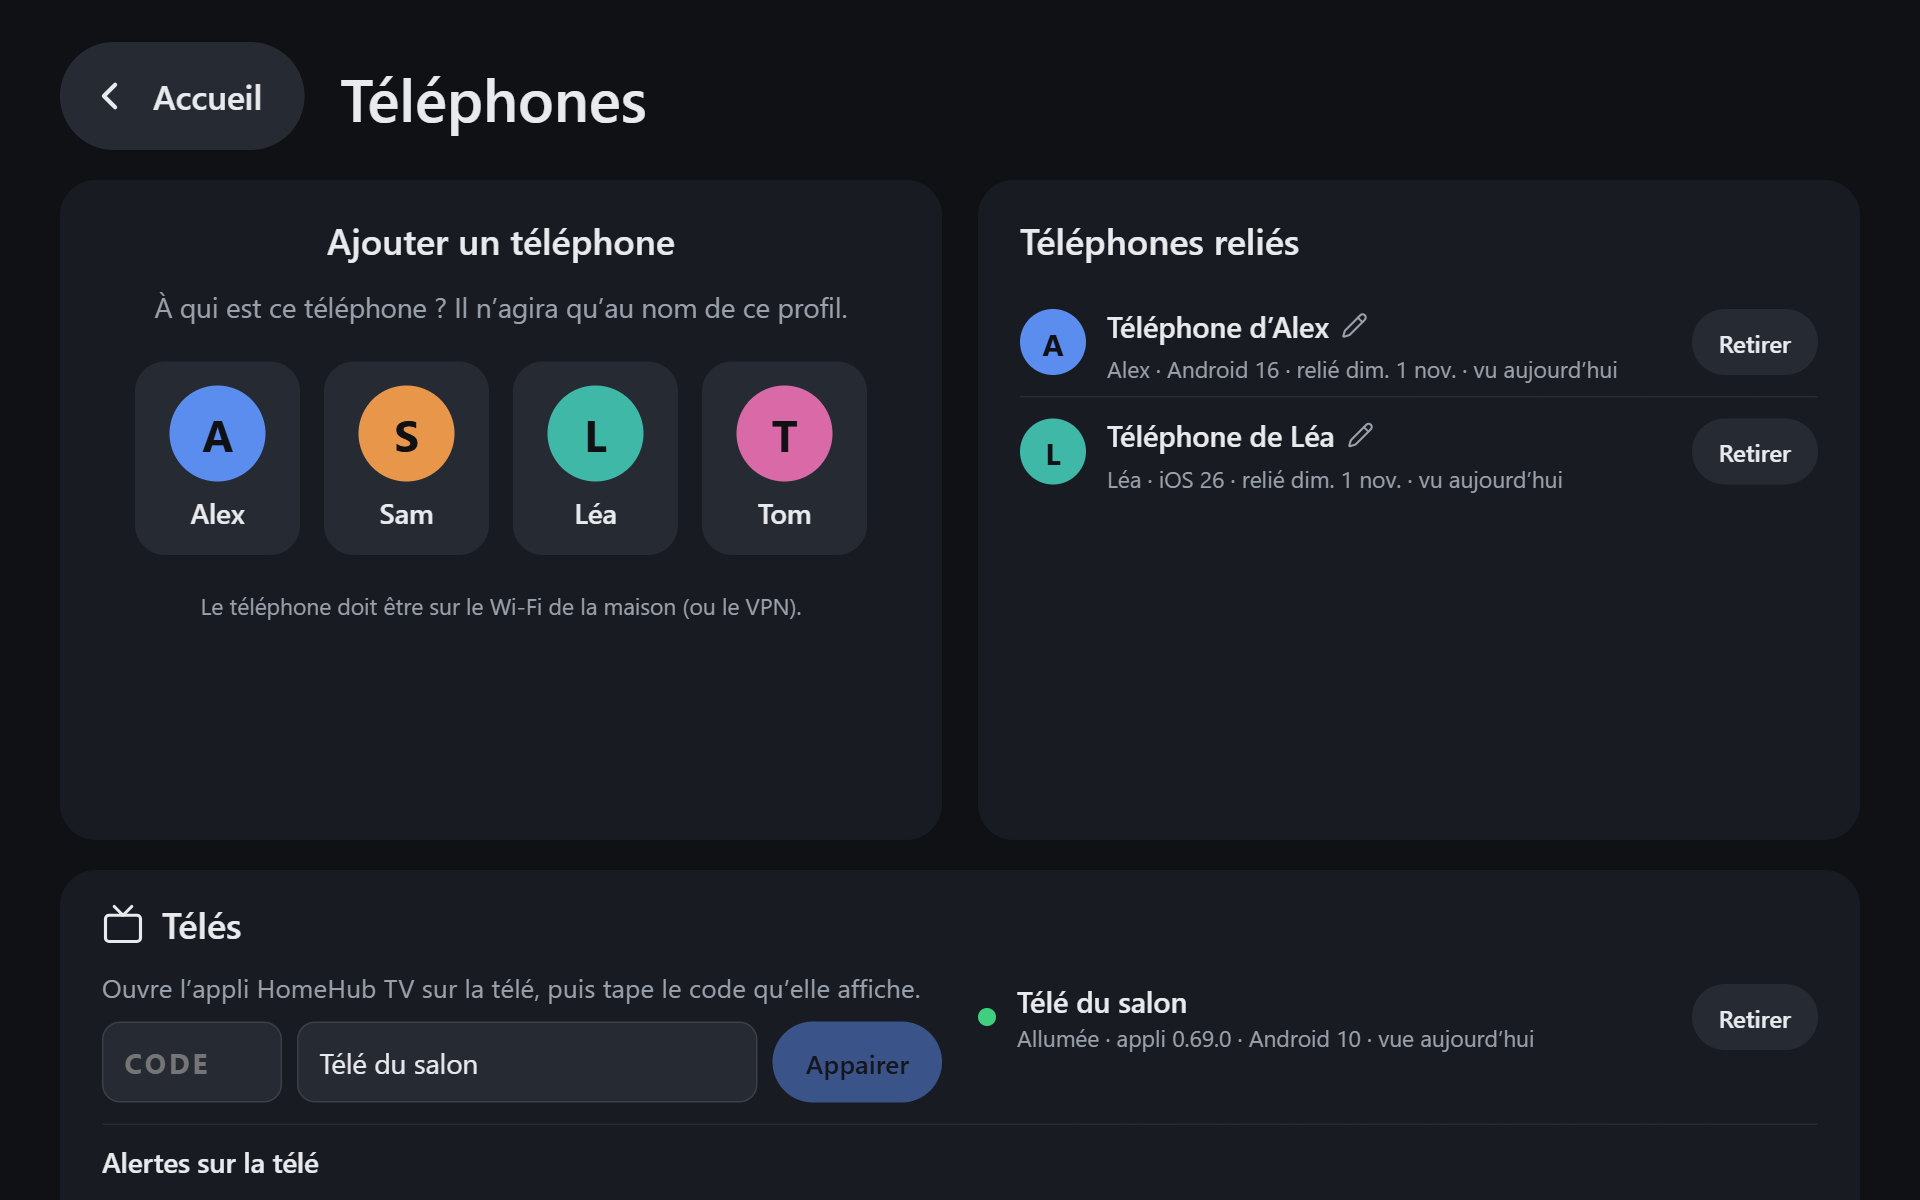 Accueil
Téléphones
Ajouter un téléphone
À qui est ce téléphone ? Il n’agira qu’au nom de ce profil.
A
Alex
S
Sam
L
Léa
T
Tom
Le téléphone doit être sur le Wi-Fi de la maison (ou le VPN).
Téléphones reliés
A
Téléphone d’Alex
Alex · Android 16 · relié dim. 1 nov. · vu aujourd’hui
Retirer
L
Téléphone de Léa
Léa · iOS 26 · relié dim. 1 nov. · vu aujourd’hui
Retirer
Télés
Ouvre l’appli HomeHub TV sur la télé, puis tape le code qu’elle affiche.
CODE
Télé du salon
Appairer
Télé du salon
Allumée · appli 0.69.0 · Android 10 · vue aujourd’hui
Retirer
Alertes sur la télé